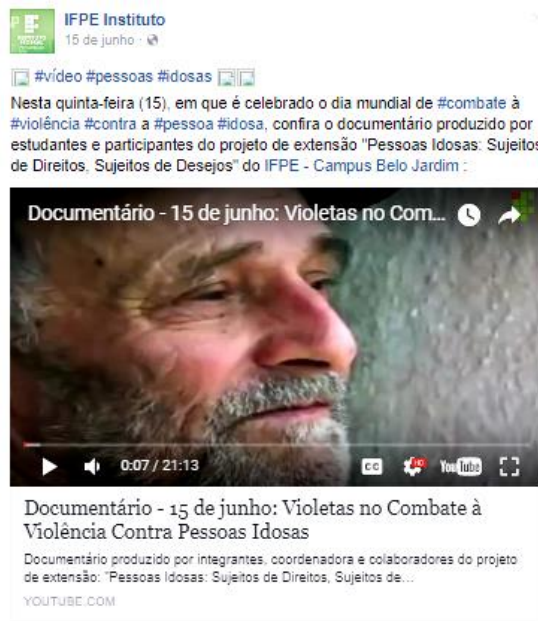 IFPE Instituto
15 de junho ·
#vídeo #pessoas #idosas
Nesta quinta-feira (15), em que é celebrado o dia mundial de #combate à
#violência #contra a #pessoa #idosa, confira o documentário produzido por
estudantes e participantes do projeto de extensão "Pessoas Idosas: Sujeitos
de Direitos, Sujeitos de Desejos" do IFPE - Campus Belo Jardim :
Documentário - 15 de junho: Violetas no Com...
0:07 / 21:13
CC
HD
YouTube
Documentário - 15 de junho: Violetas no Combate à
Violência Contra Pessoas Idosas
Documentário produzido por integrantes, coordenadora e colaboradores do projeto
de extensão: "Pessoas Idosas: Sujeitos de Direitos, Sujeitos de...
YOUTUBE.COM